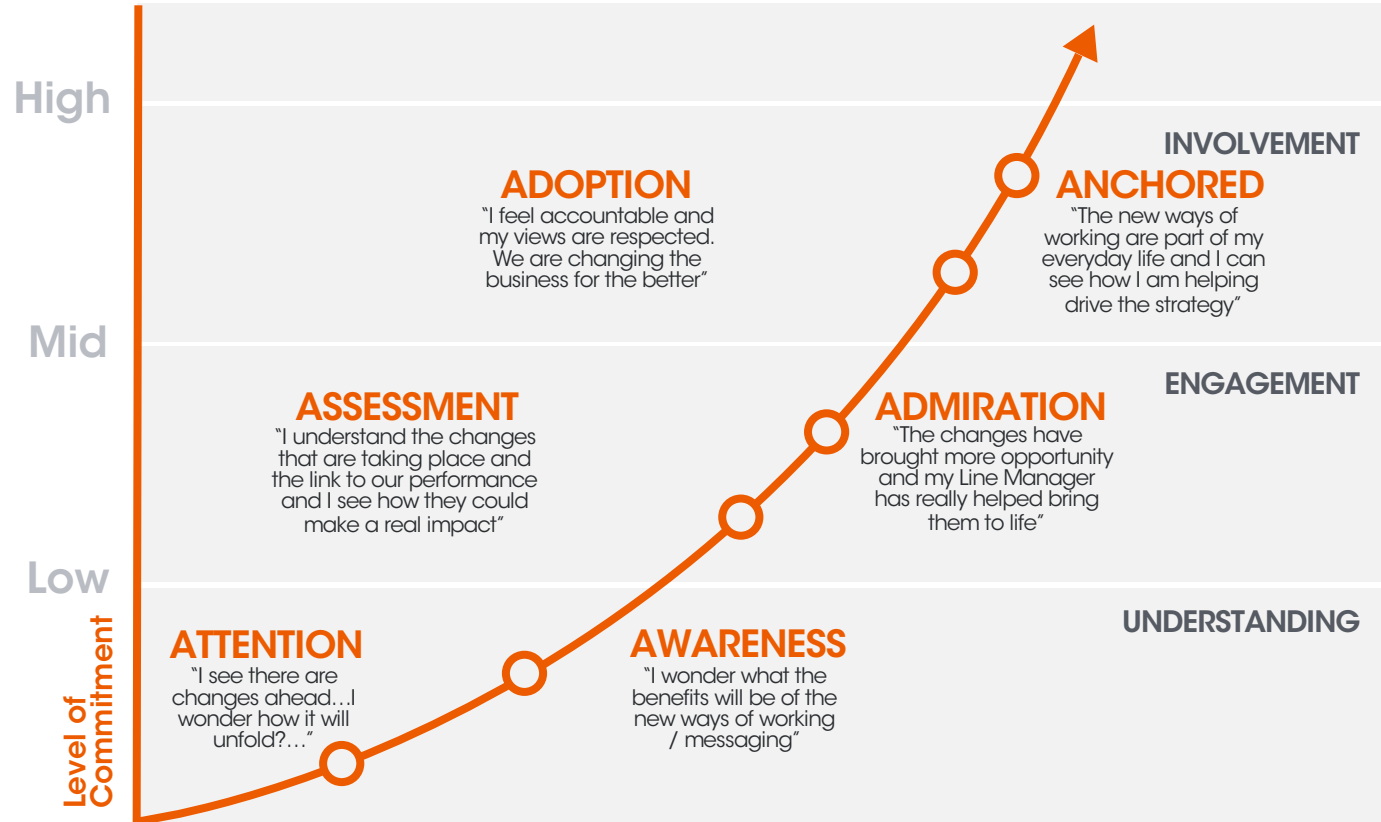 High
INVOLVEMENT
ADOPTION
“I feel accountable and
my views are respected.
We are changing the
business for the better”
ANCHORED
“The new ways of
working are part of my
everyday life and I can
see how I am helping
drive the strategy”
Mid
ENGAGEMENT
ASSESSMENT
“I understand the changes
that are taking place and
the link to our performance
and I see how they could
make a real impact”
ADMIRATION
“The changes have
brought more opportunity
and my Line Manager
has really helped bring
them to life”
Low
UNDERSTANDING
ATTENTION
“I see there are
changes ahead...I
wonder how it will
unfold?...”
AWARENESS
“I wonder what the
benefits will be of the
new ways of working
/ messaging”
Level of
Commitment